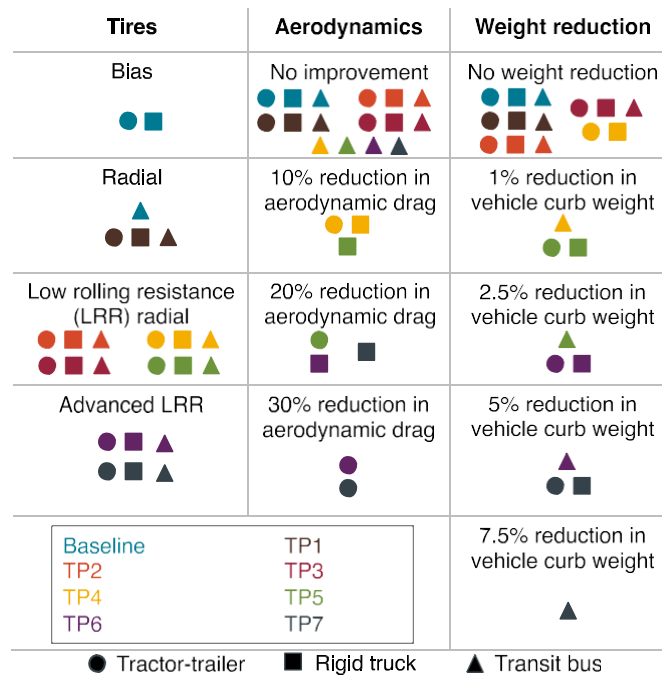 Tires Aerodynamics Weight reduction
Bias No improvement No weight reduction
Radial 10% reduction in 1% reduction in
aerodynamic drag vehicle curb weight
Low rolling resistance 20% reduction in 2.5% reduction in
(LRR) radial aerodynamic drag vehicle curb weight
Advanced LRR 30% reduction in 5% reduction in
aerodynamic drag vehicle curb weight
7.5% reduction in
vehicle curb weight
Baseline TP1
TP2 TP3
TP4 TP5
TP6 TP7
Tractor-trailer Rigid truck Transit bus